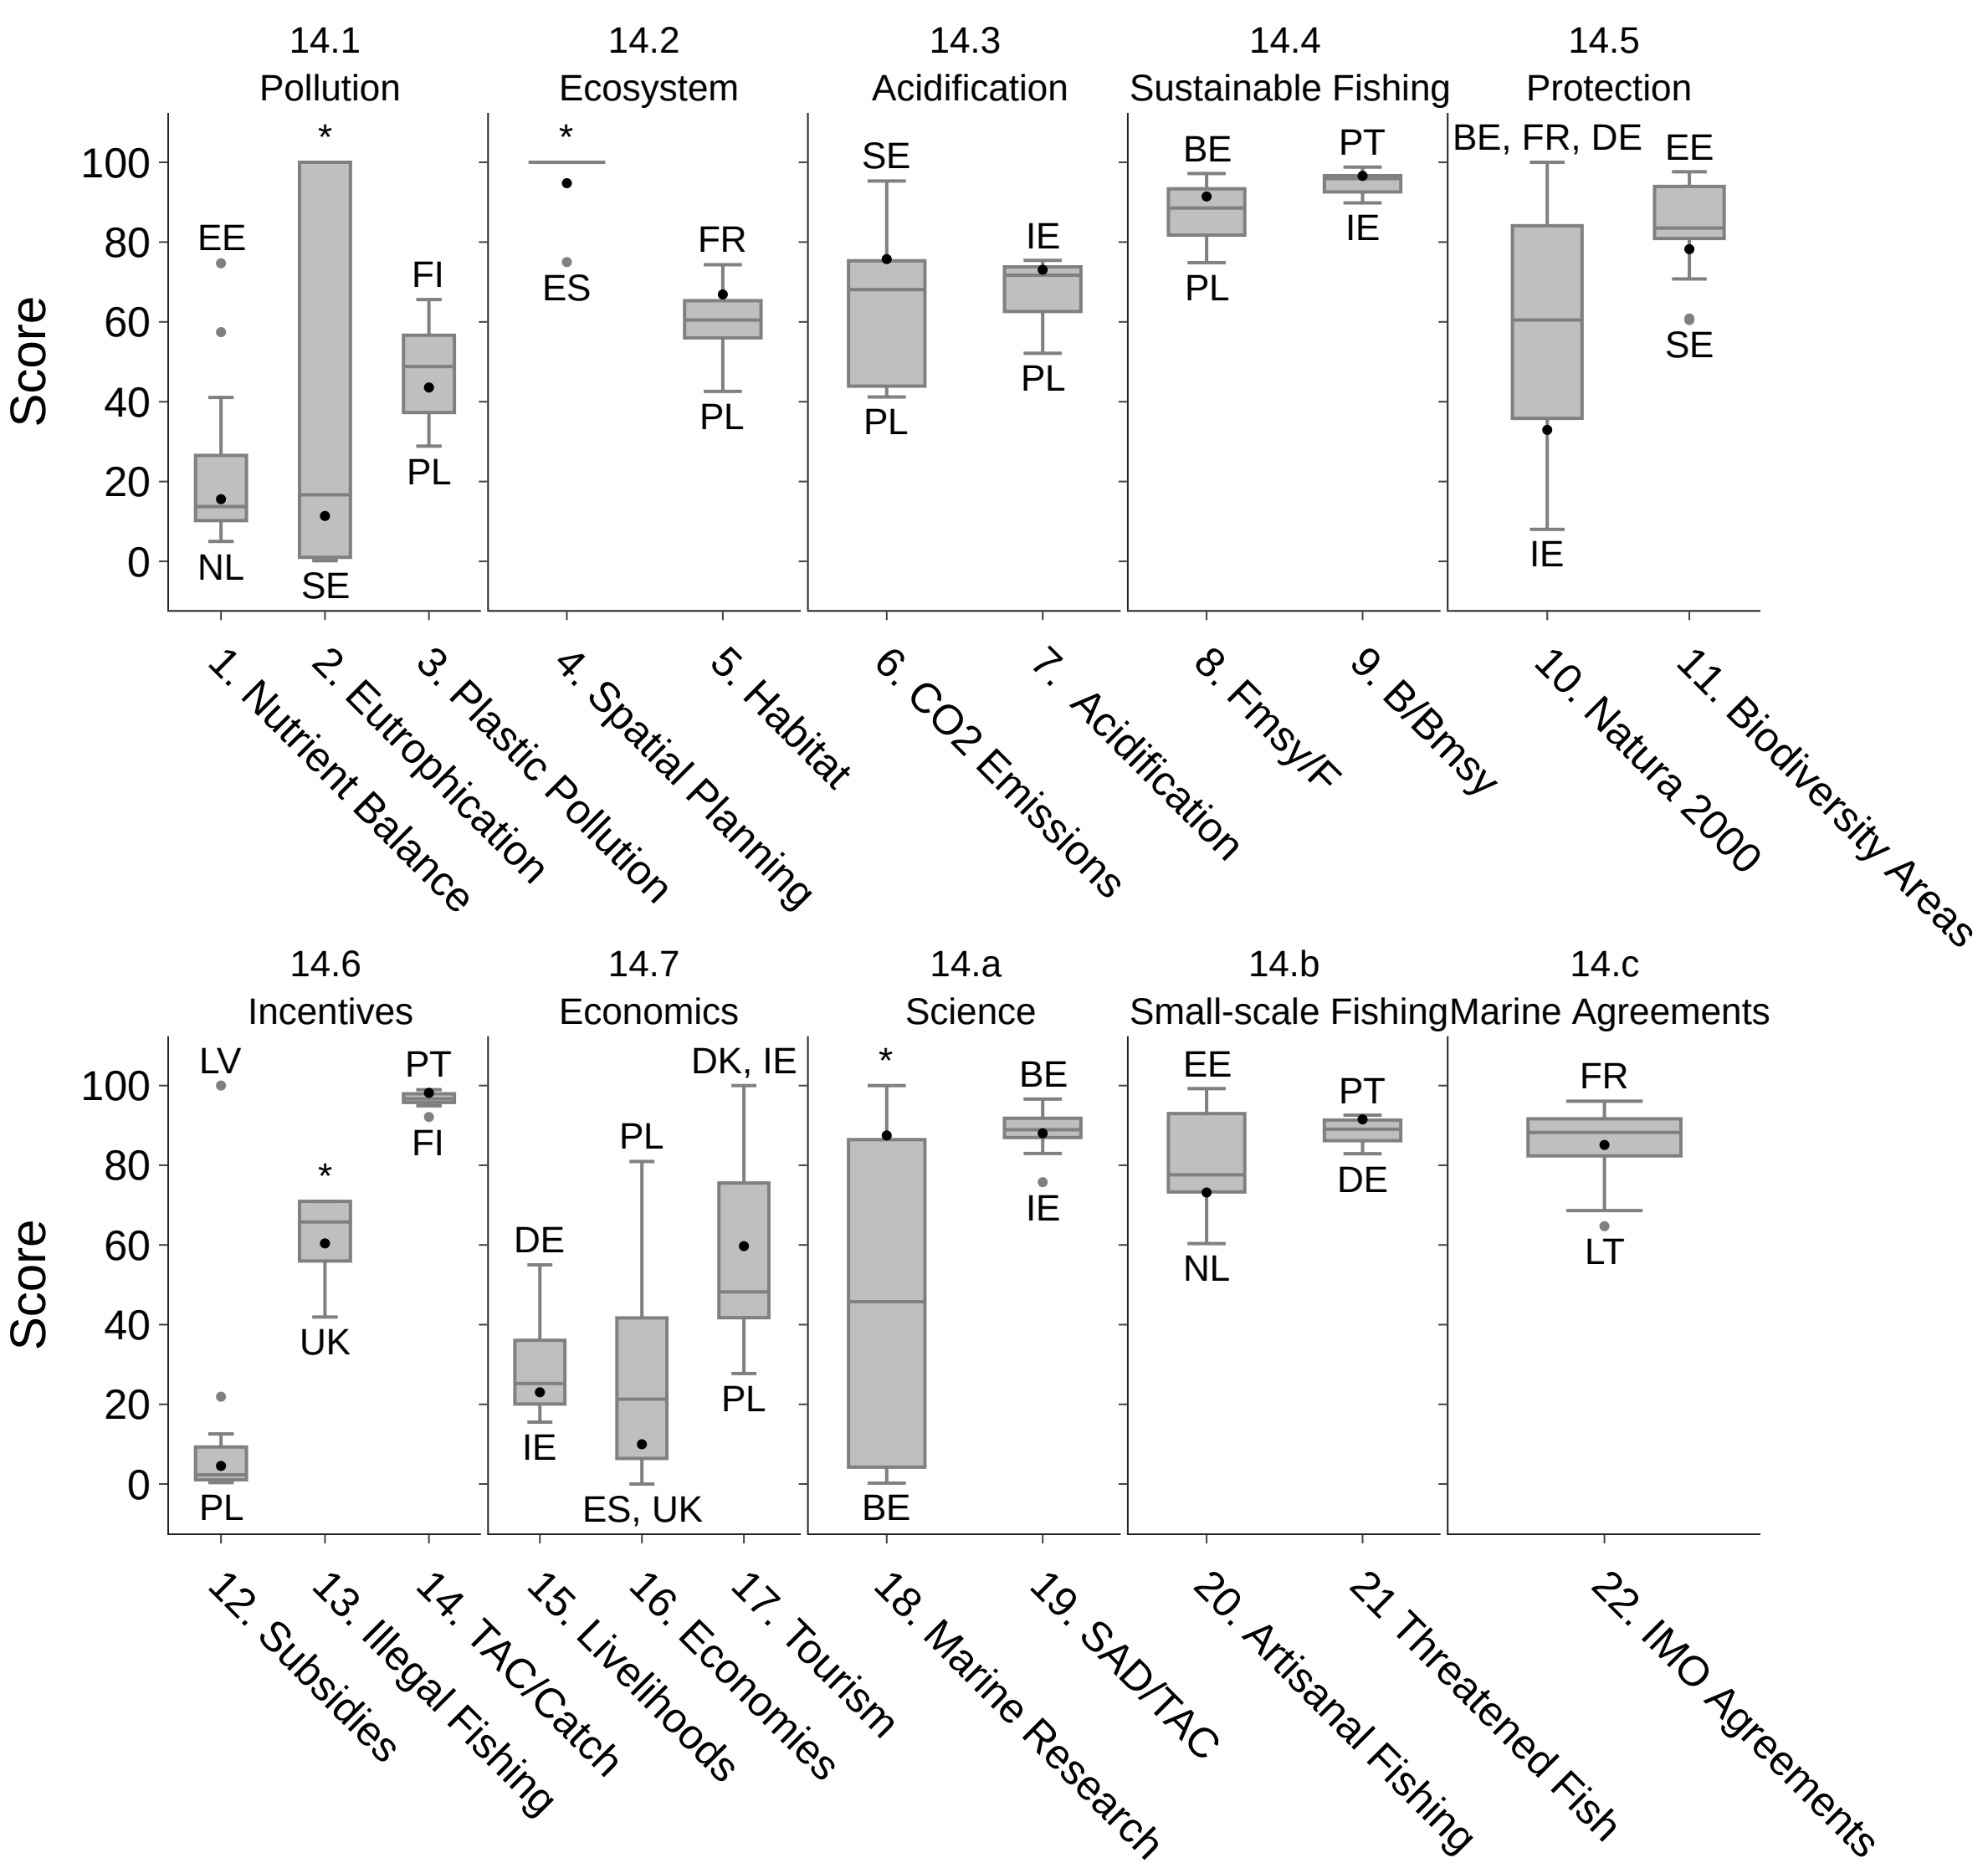 14.1 14.2 14.3 14.4 14.5
Pollution Ecosystem Acidification Sustainable Fishing Protection
Score
100
80
60
40
20
0
EE
NL
*
SE
FI
PL
*
ES
FR
PL
SE
PL
IE
PL
BE
PL
PT
IE
BE, FR, DE
IE
EE
SE
1. Nutrient Balance
2. Eutrophication
3. Plastic Pollution
4. Spatial Planning
5. Habitat
6. CO2 Emissions
7. Acidification
8. Fmsy/F
9. B/Bmsy
10. Natura 2000
11. Biodiversity Areas
14.6 14.7 14.a 14.b 14.c
Incentives Economics Science Small-scale Fishing Marine Agreements
Score
100
80
60
40
20
0
LV
PL
*
UK
PT
FI
DE
IE
PL
ES, UK
DK, IE
PL
*
BE
BE
IE
EE
NL
PT
DE
FR
LT
12. Subsidies
13. Illegal Fishing
14. TAC/Catch
15. Livelihoods
16. Economies
17. Tourism
18. Marine Research
19. SAD/TAC
20. Artisanal Fishing
21 Threatened Fish
22. IMO Agreements